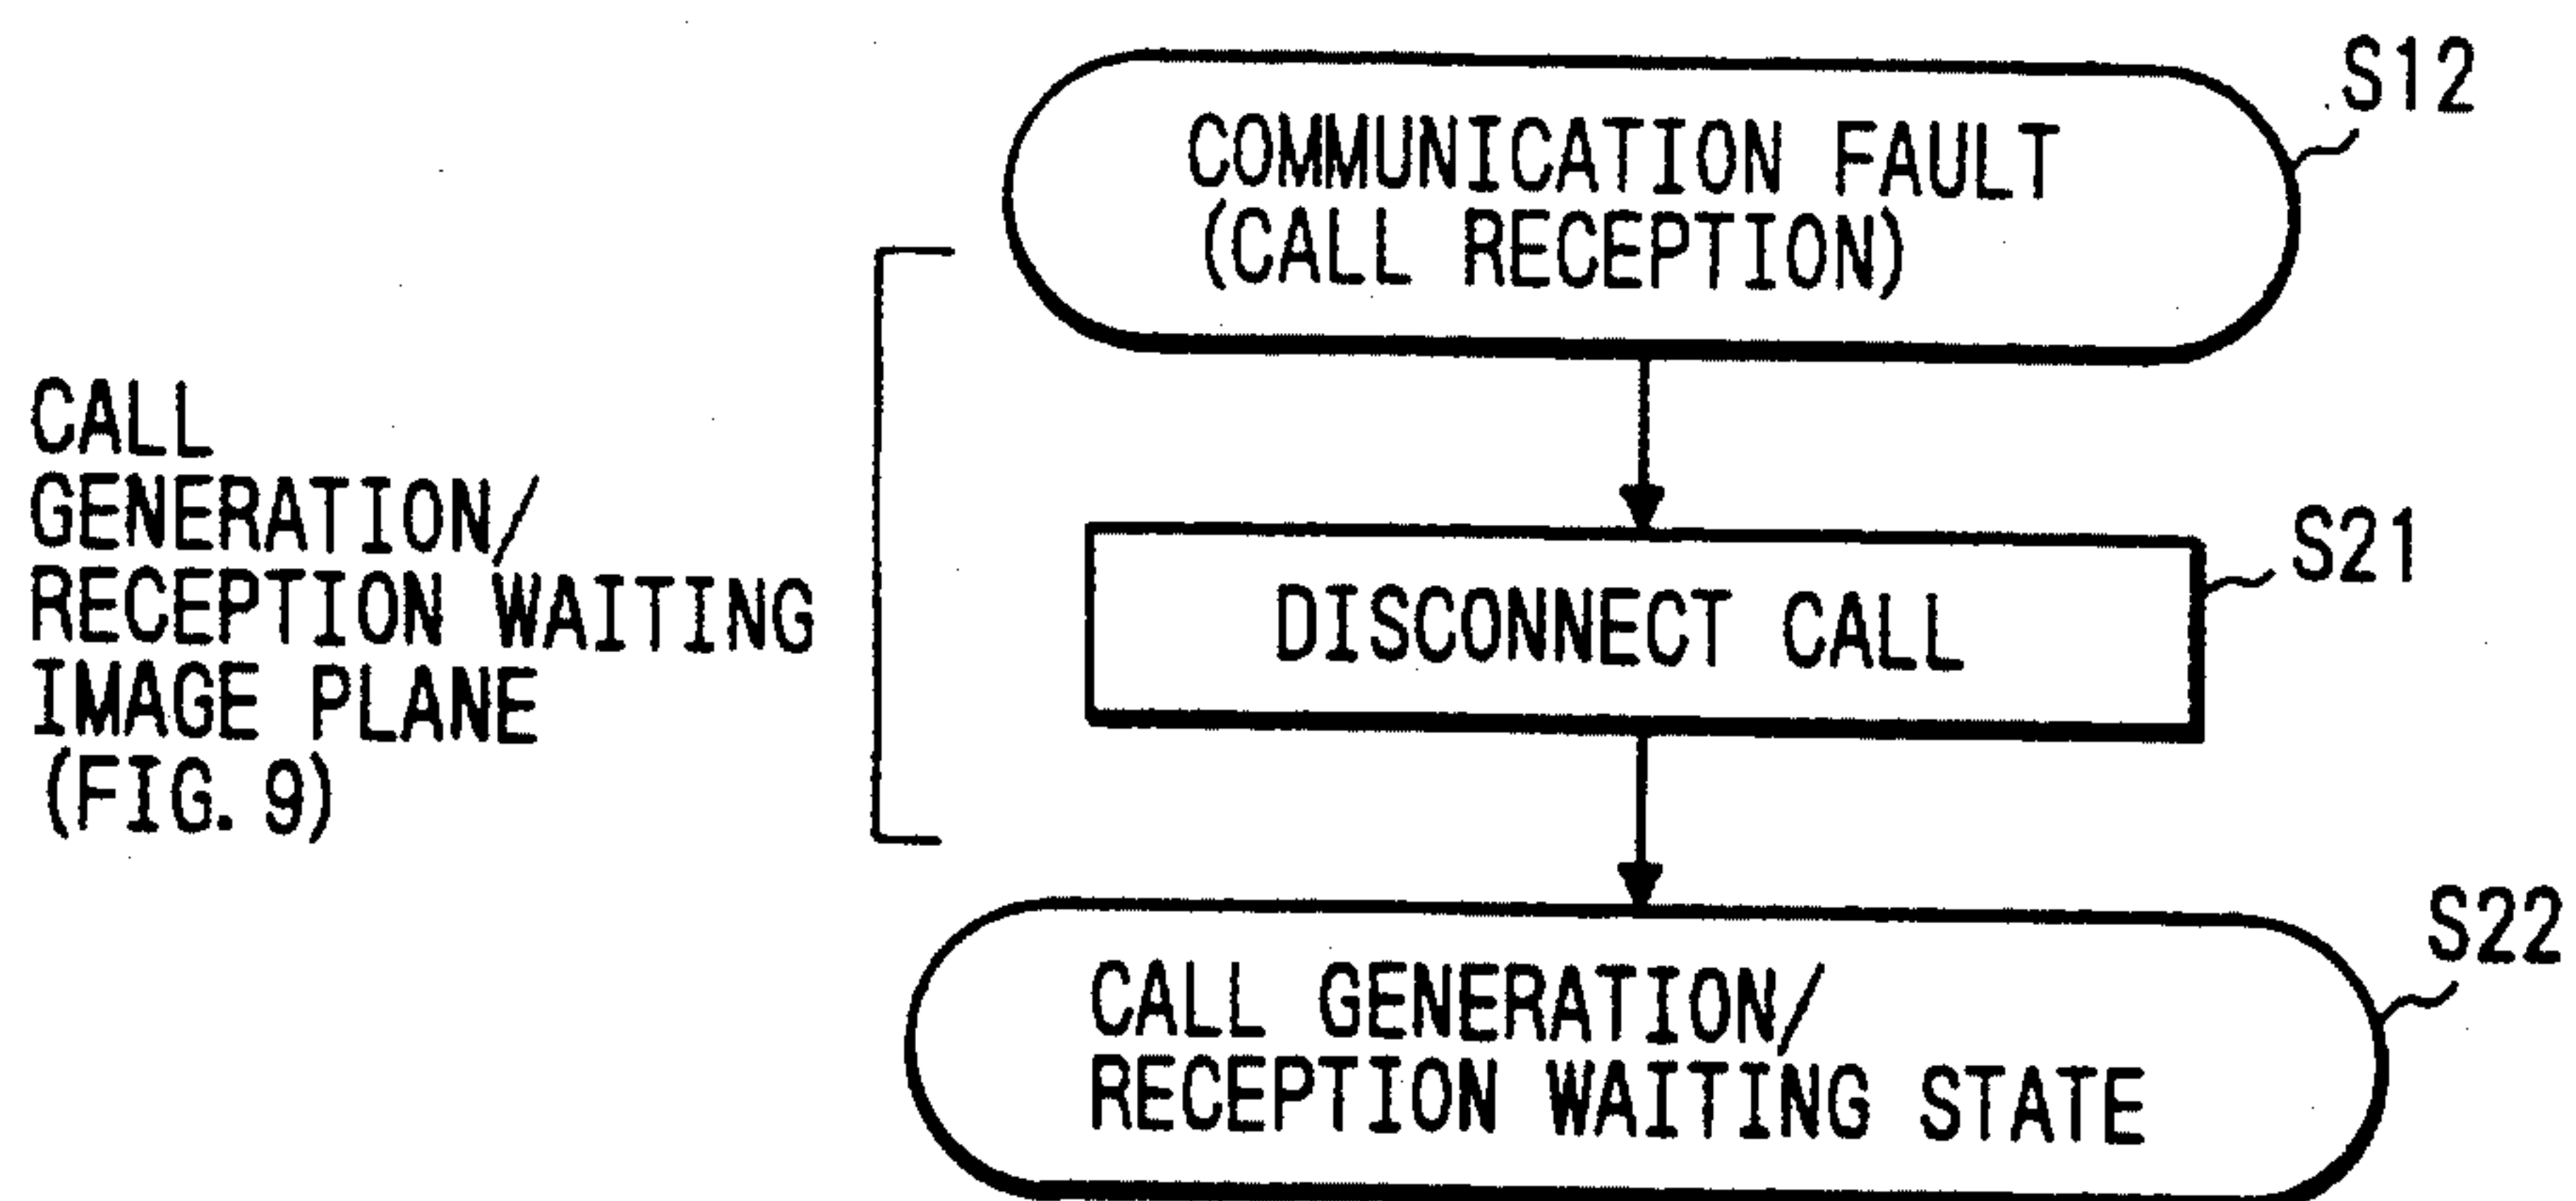 S12
COMMUNICATION FAULT
(CALL RECEPTION)
CALL
GENERATION/
RECEPTION WAITING
IMAGE PLANE
(FIG. 9)
S21
DISCONNECT CALL
S22
CALL GENERATION/
RECEPTION WAITING STATE